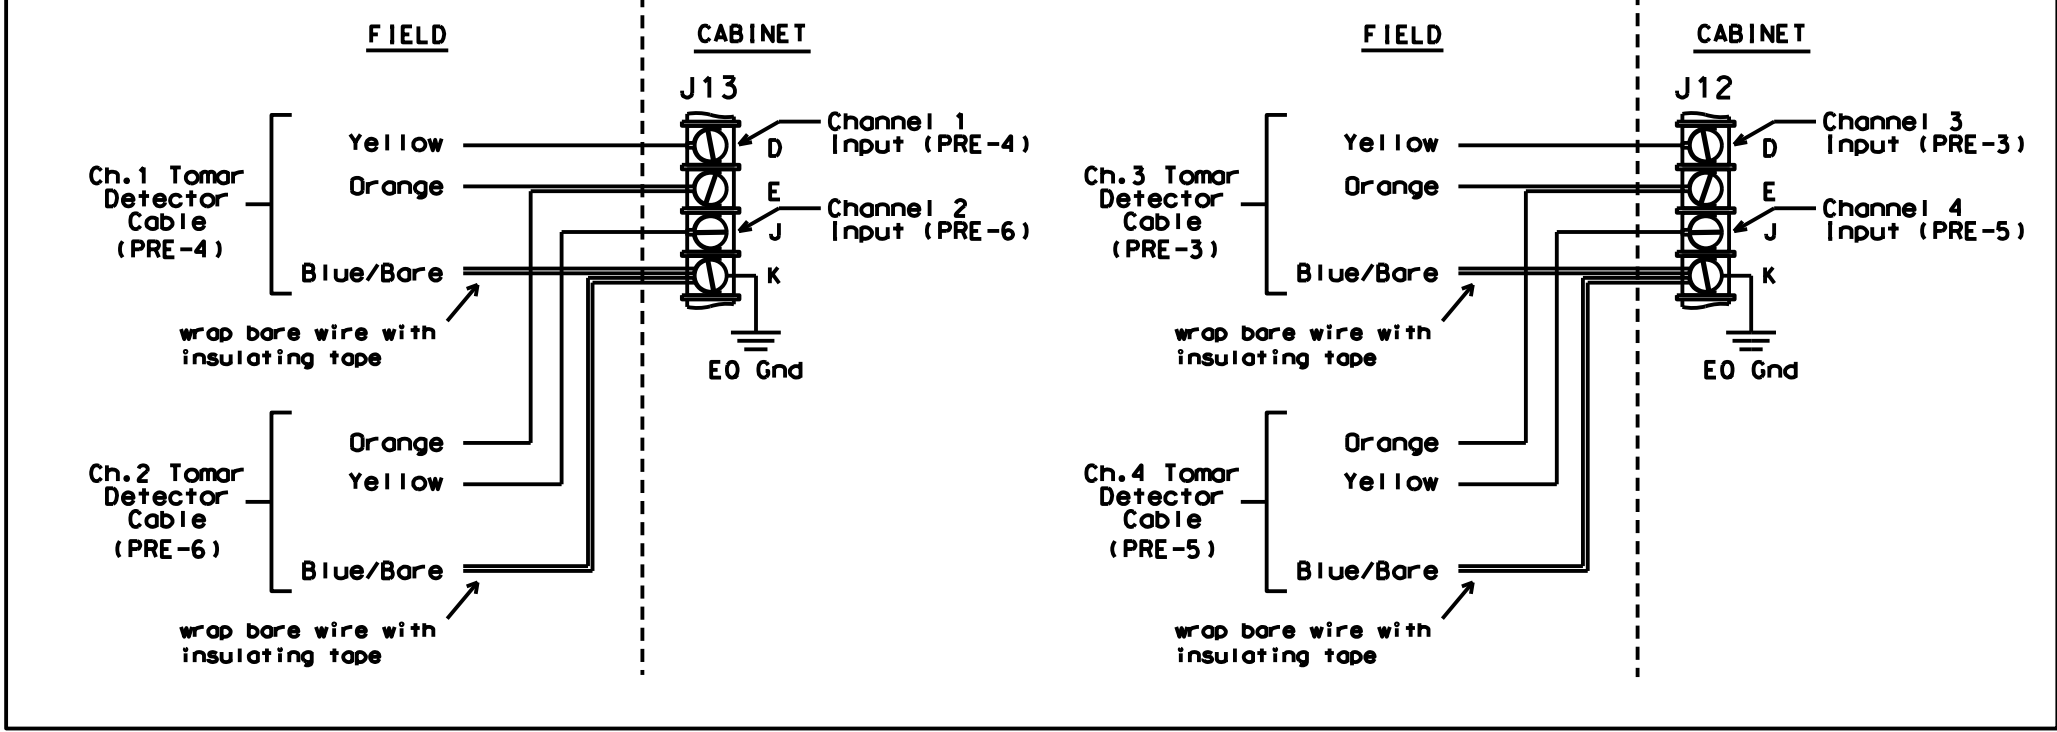 FIELD
CABINET
J13
Yellow
Orange
Blue/Bare
Ch.1 Tomar
Detector
Cable
(PRE-4)
wrap bare wire with
insulating tape
D
E
J
K
Channel 1
Input (PRE-4)
Channel 2
Input (PRE-6)
EO Gnd
Ch.2 Tomar
Detector
Cable
(PRE-6)
Orange
Yellow
Blue/Bare
wrap bare wire with
insulating tape
FIELD
CABINET
J12
Yellow
Orange
Blue/Bare
Ch.3 Tomar
Detector
Cable
(PRE-3)
wrap bare wire with
insulating tape
D
E
J
K
Channel 3
Input (PRE-3)
Channel 4
Input (PRE-5)
EO Gnd
Ch.4 Tomar
Detector
Cable
(PRE-5)
Orange
Yellow
Blue/Bare
wrap bare wire with
insulating tape